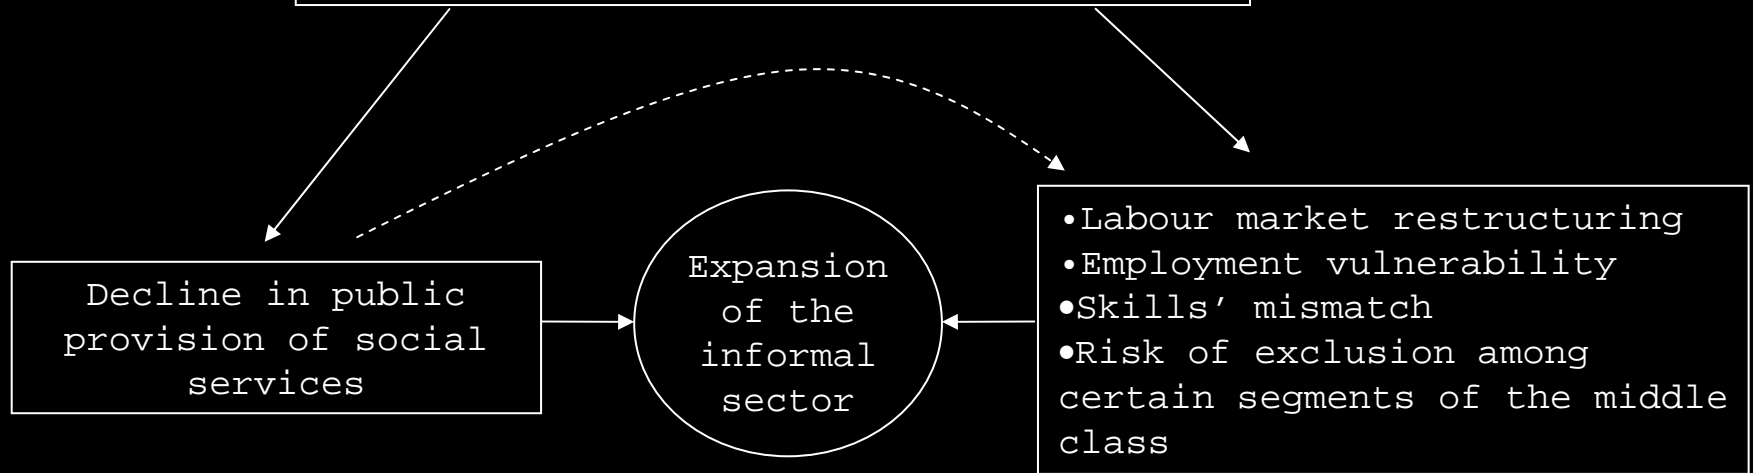 Decline in public
provision of social
services
Expansion
of the
informal
sector
•Labour market restructuring
•Employment vulnerability
•Skills’ mismatch
•Risk of exclusion among
certain segments of the middle
class